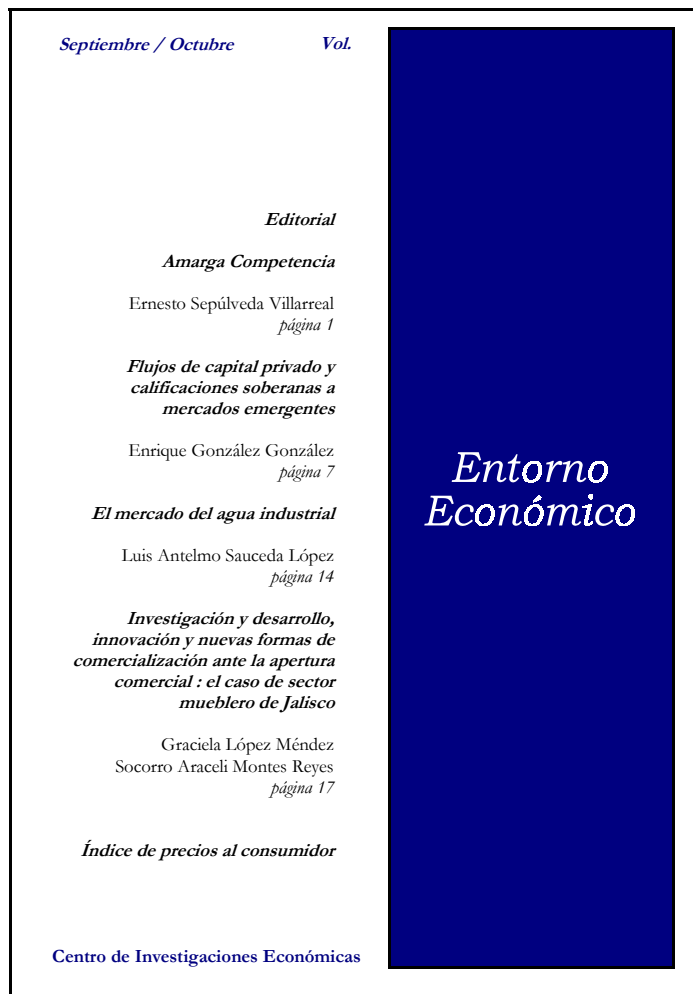 Septiembre / Octubre Vol.
Editorial
Amarga Competencia
Ernesto Sepúlveda Villarreal
página 1
Flujos de capital privado y
calificaciones soberanas a
mercados emergentes
Enrique González González
página 7
El mercado del agua industrial
Luis Antelmo Sauceda López
página 14
Investigación y desarrollo,
innovación y nuevas formas de
comercialización ante la apertura
comercial : el caso de sector
mueblero de Jalisco
Graciela López Méndez
Socorro Araceli Montes Reyes
página 17
Índice de precios al consumidor
Centro de Investigaciones Económicas
Entorno
Económico